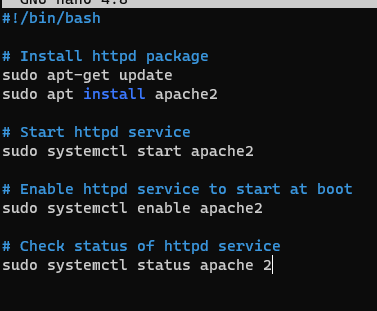 GNU nano 4.8
#!/bin/bash
# Install httpd package
sudo apt-get update
sudo apt install apache2
# Start httpd service
sudo systemctl start apache2
# Enable httpd service to start at boot
sudo systemctl enable apache2
# Check status of httpd service
sudo systemctl status apache 2